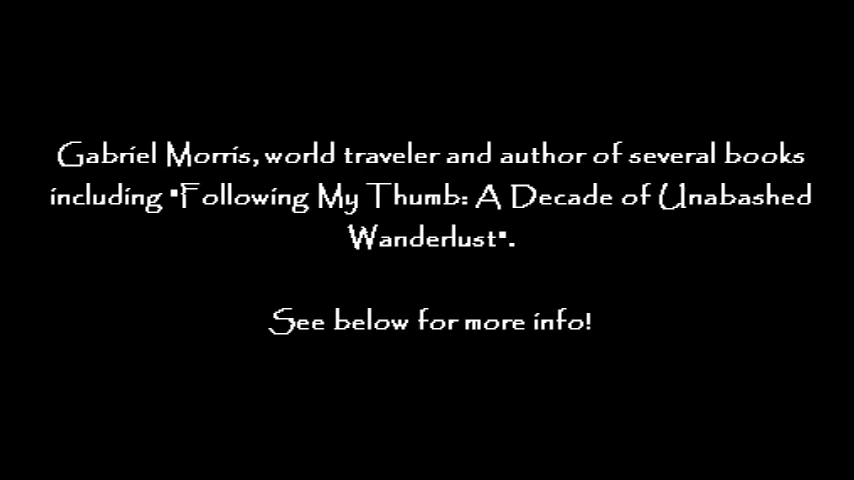 Gabriel Morris, world traveler and author of several books
including "Following My Thumb: A Decade of Unabashed
Wanderlust".
See below for more info!